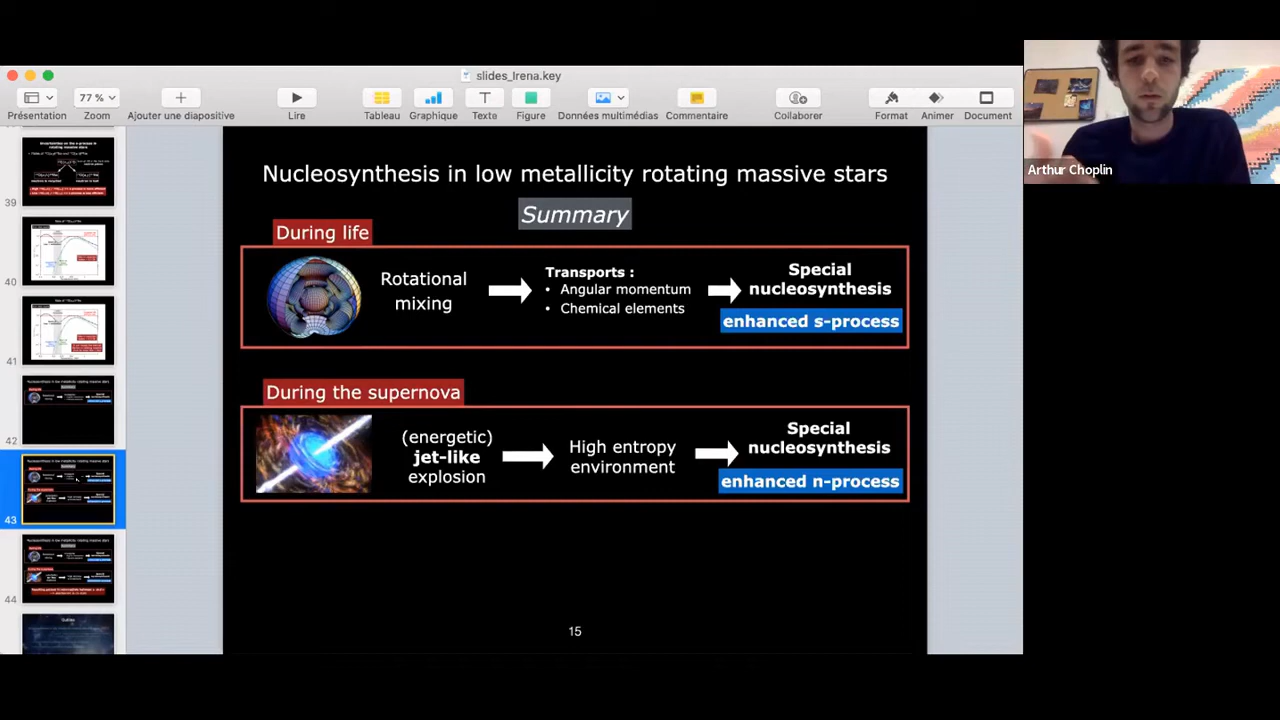 slides_Irena.key
77 %
Présentation
Zoom
Ajouter une diapositive
Lire
Tableau
Graphique
Texte
Figure
Données multimédias
Commentaire
Collaborer
Format
Animer
Document
39
40
41
42
43
44
Nucleosynthesis in low metallicity rotating massive stars
Summary
During life
Rotational
mixing
Transports :
• Angular momentum
• Chemical elements
Special
nucleosynthesis
enhanced s-process
During the supernova
(energetic)
jet-like
explosion
High entropy
environment
Special
nucleosynthesis
enhanced n-process
15
Arthur Choplin